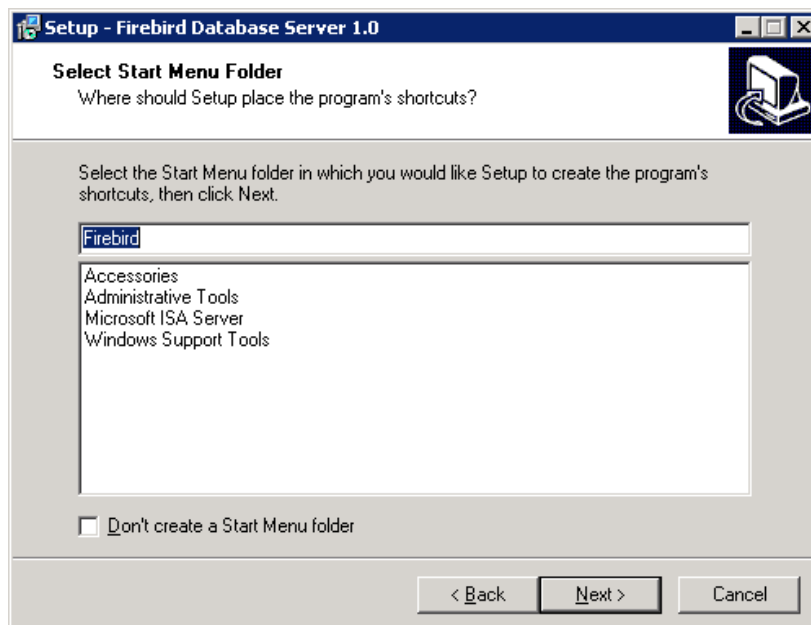 Setup - Firebird Database Server 1.0
Select Start Menu Folder
Where should Setup place the program's shortcuts?
Select the Start Menu folder in which you would like Setup to create the program's
shortcuts, then click Next.
Firebird
Accessories
Administrative Tools
Microsoft ISA Server
Windows Support Tools
Don't create a Start Menu folder
< Back
Next >
Cancel